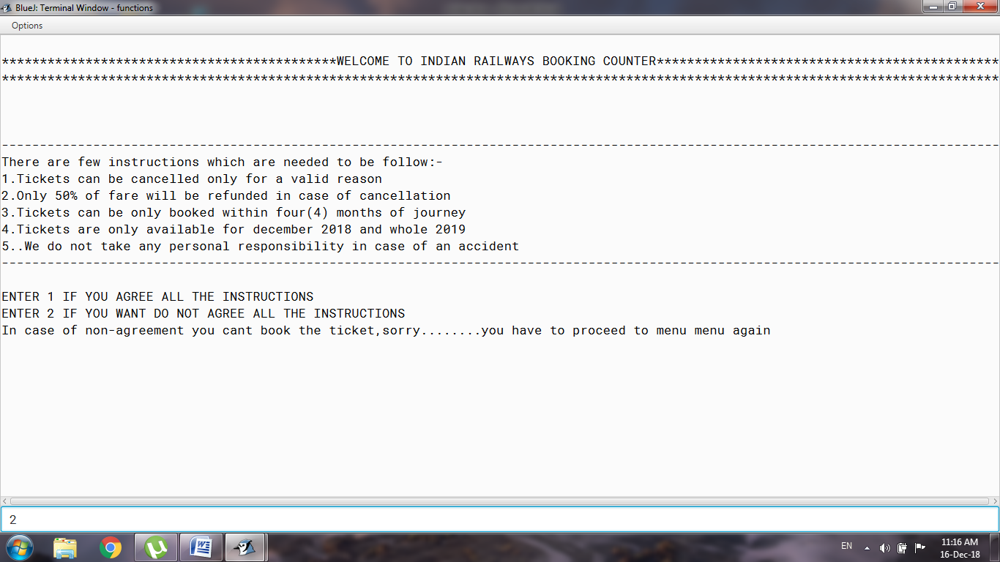 BlueJ: Terminal Window - functions
Options
********************************************WELCOME TO INDIAN RAILWAYS BOOKING COUNTER*********************************************
***********************************************************************************************************************************
-----------------------------------------------------------------------------------------------------------------------------------
There are few instructions which are needed to be follow:-
1.Tickets can be cancelled only for a valid reason
2.Only 50% of fare will be refunded in case of cancellation
3.Tickets can be only booked within four(4) months of journey
4.Tickets are only available for december 2018 and whole 2019
5..We do not take any personal responsibility in case of an accident
-----------------------------------------------------------------------------------------------------------------------------------
ENTER 1 IF YOU AGREE ALL THE INSTRUCTIONS
ENTER 2 IF YOU WANT DO NOT AGREE ALL THE INSTRUCTIONS
In case of non-agreement you cant book the ticket,sorry........you have to proceed to menu menu again
2
EN
11:16 AM
16-Dec-18